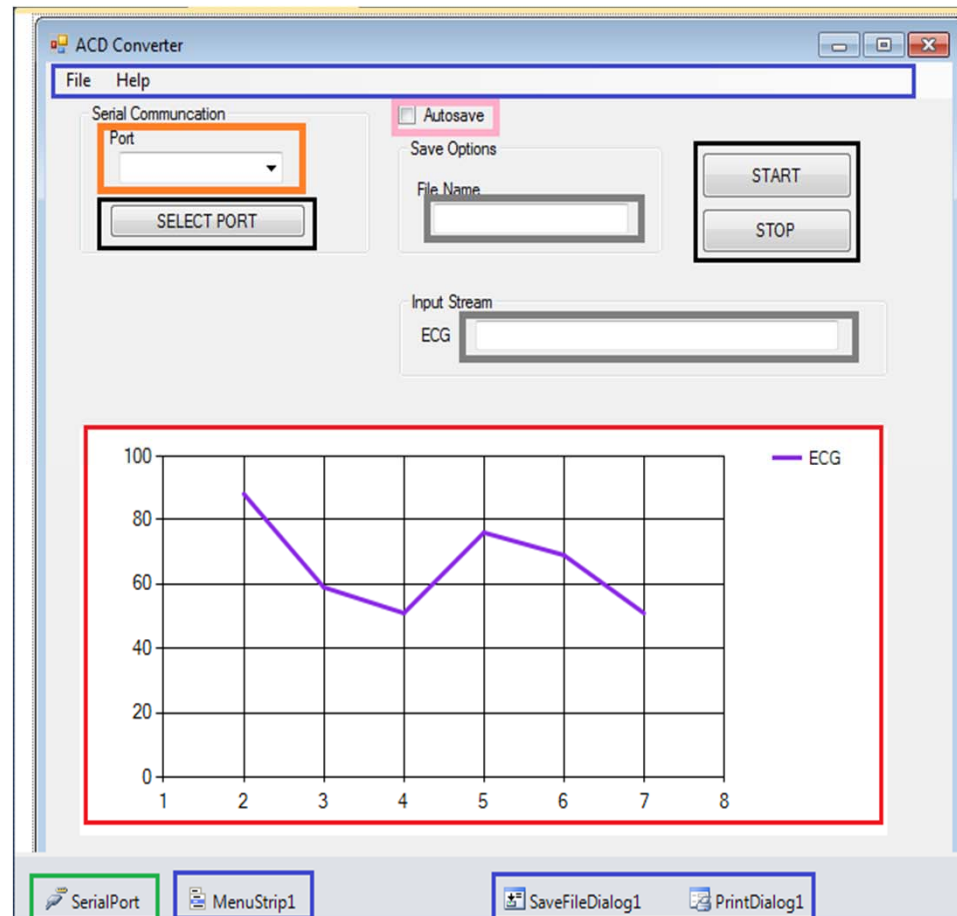 ACD Converter
File Help
Serial Communcation
Port
SELECT PORT
Autosave
Save Options
File Name
START
STOP
Input Stream
ECG
100
80
60
40
20
0
1 2 3 4 5 6 7 8
ECG
SerialPort MenuStrip1 SaveFileDialog1 PrintDialog1